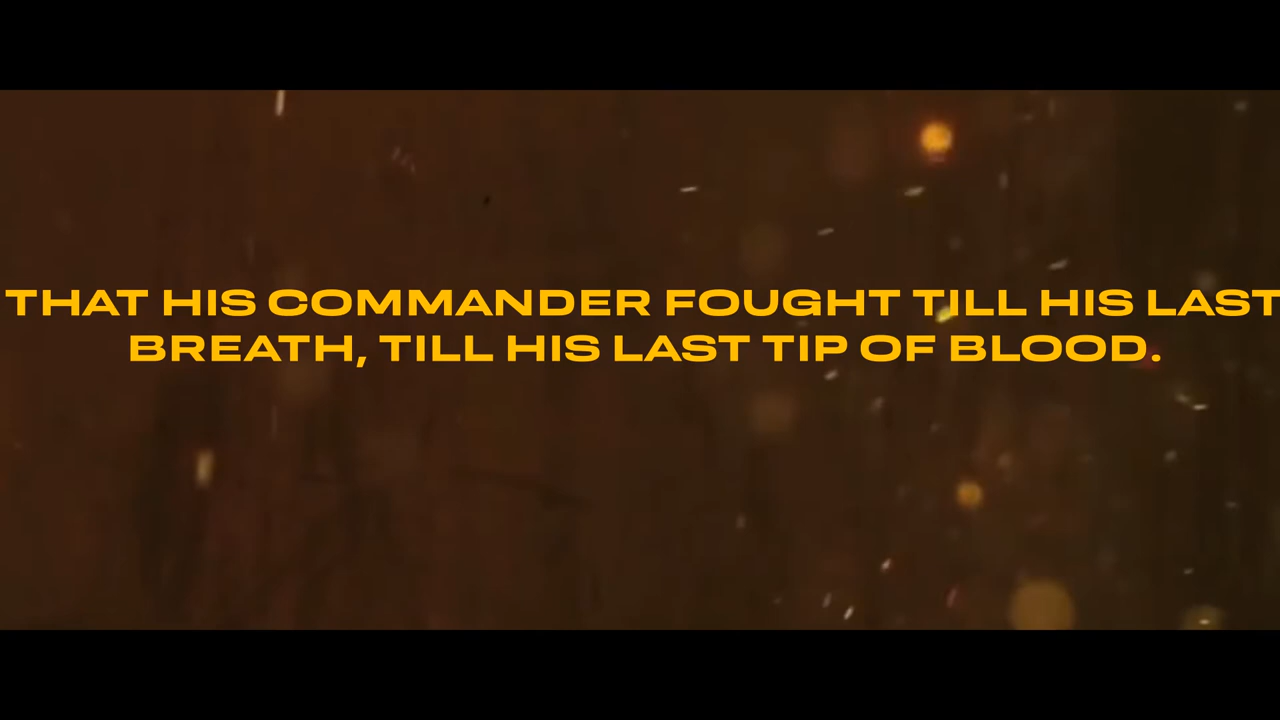 THAT HIS COMMANDER FOUGHT TILL HIS LAST
BREATH, TILL HIS LAST TIP OF BLOOD.